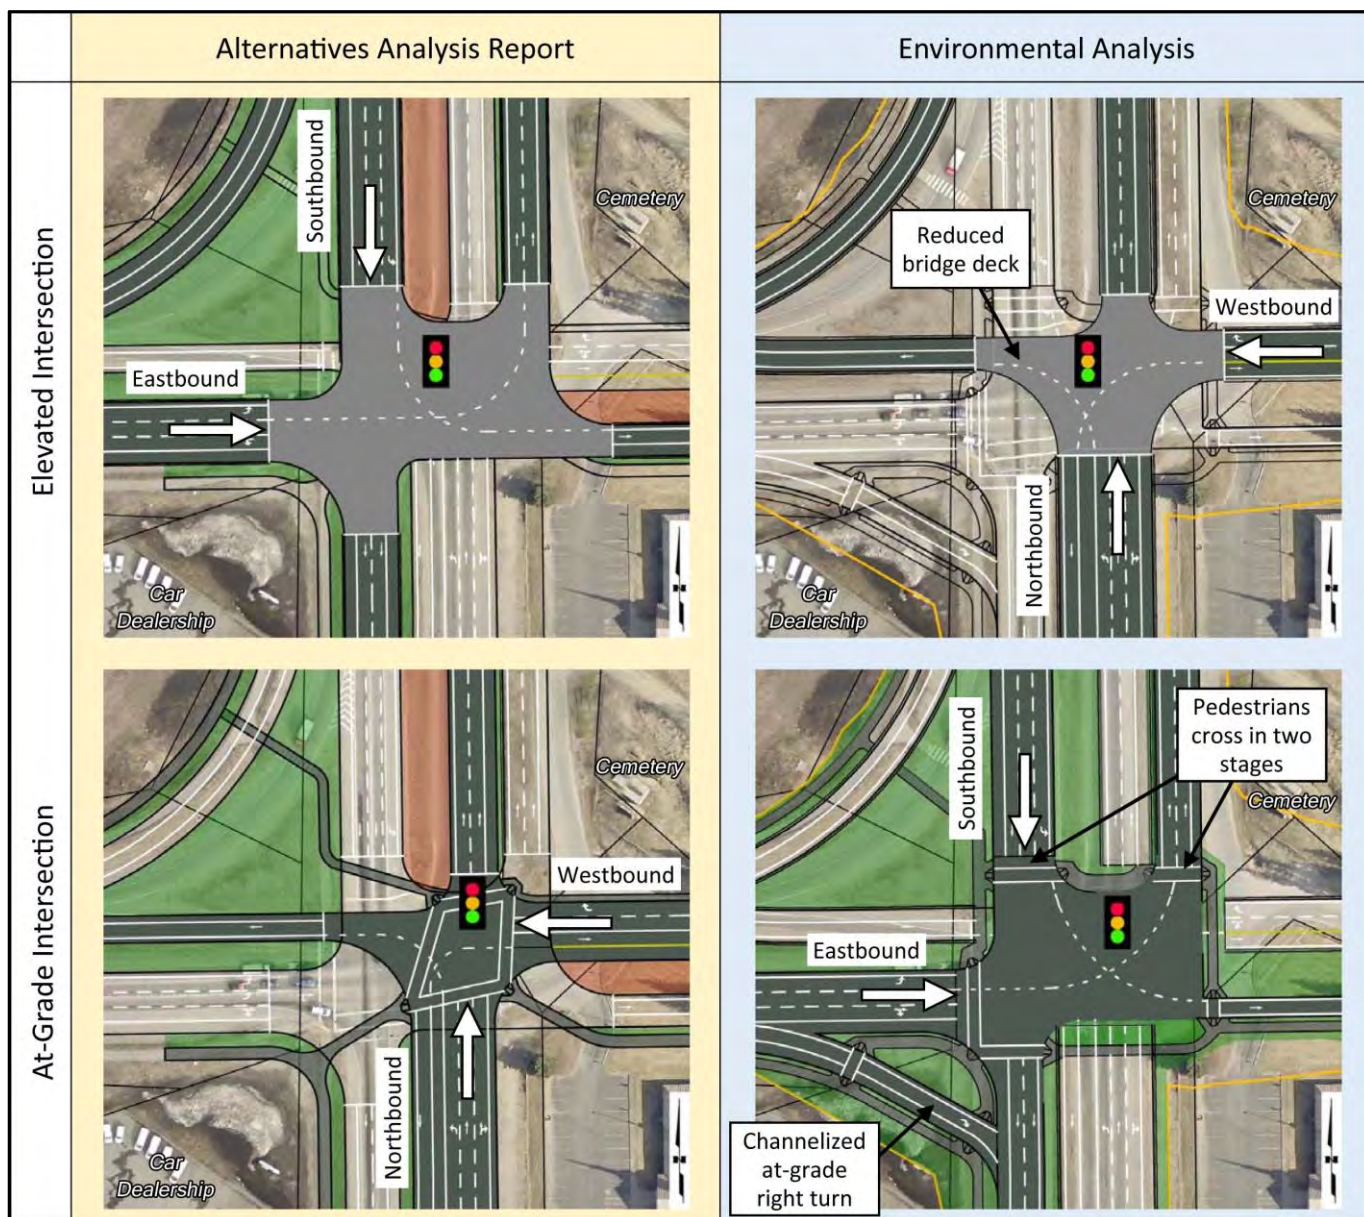 Alternatives Analysis Report
Environmental Analysis
Elevated Intersection
Southbound
Cemetery
Eastbound
Car
Dealership
Reduced
bridge deck
Cemetery
Westbound
Northbound
Car
Dealership
At-Grade Intersection
Cemetery
Westbound
Northbound
Car
Dealership
Southbound
Pedestrians
cross in two
stages
Cemetery
Eastbound
Channelized
at-grade
right turn